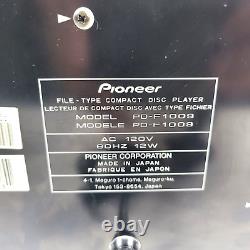 Pioneer
FILE-TYPE COMPACT DISC PLAYER
LECTEUR DE COMPACT DISC AVEC TYPE FICHIER
MODEL PD-F1009
MODELE PD-F1009
AC 120V
60HZ 12W
PIONEER CORPORATION
MADE IN JAPAN
FABRIQUE EN JAPON
4-1, Meguro 1-chome, Meguro-ku,
Tokyo 153-8654, Japan